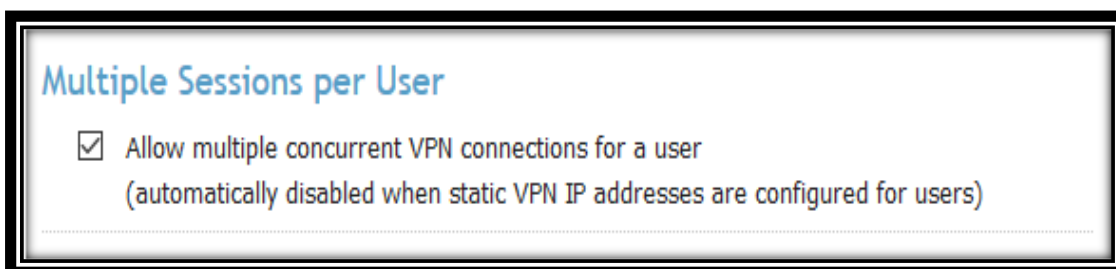 Multiple Sessions per User
Allow multiple concurrent VPN connections for a user
(automatically disabled when static VPN IP addresses are configured for users)